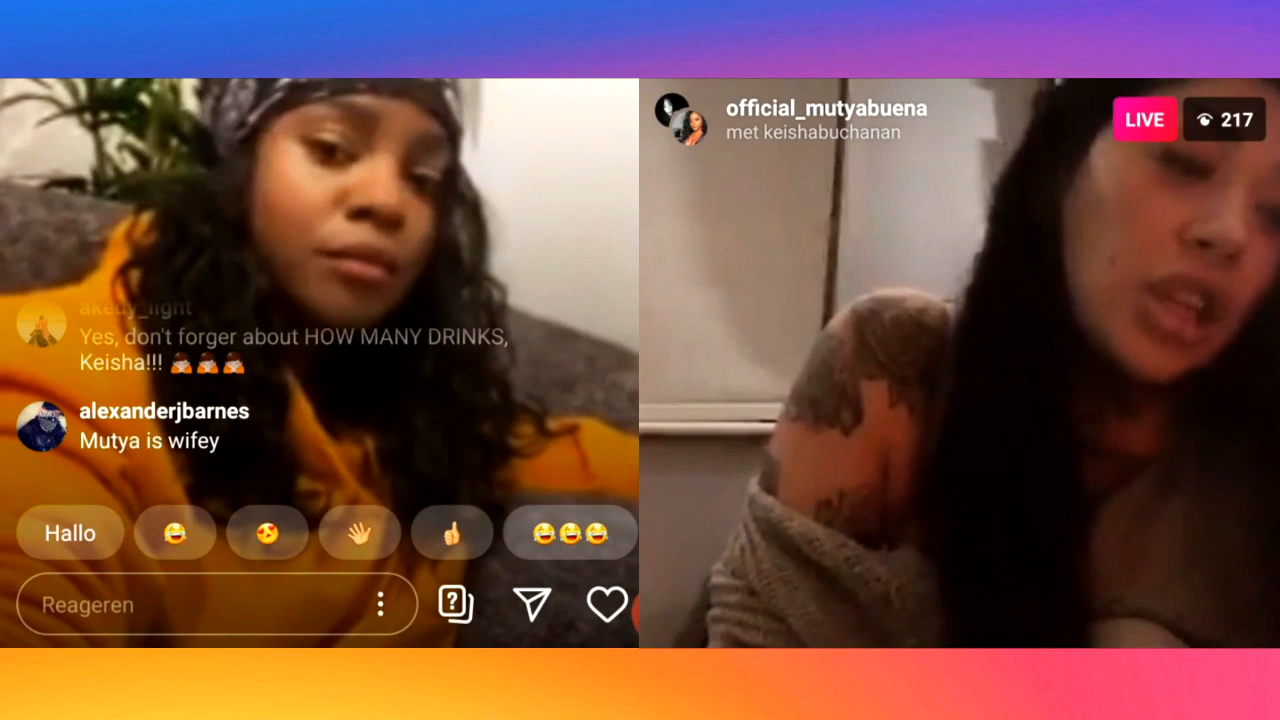 akedy_light
Yes, don't forger about HOW MANY DRINKS,
Keisha!!! 🙇🙇🙇
alexanderjbarnes
Mutya is wifey
Hallo 😂 😍 👋 👍 😂😂😂
Reageren
official_mutyabuena
met keishabuchanan
LIVE 217